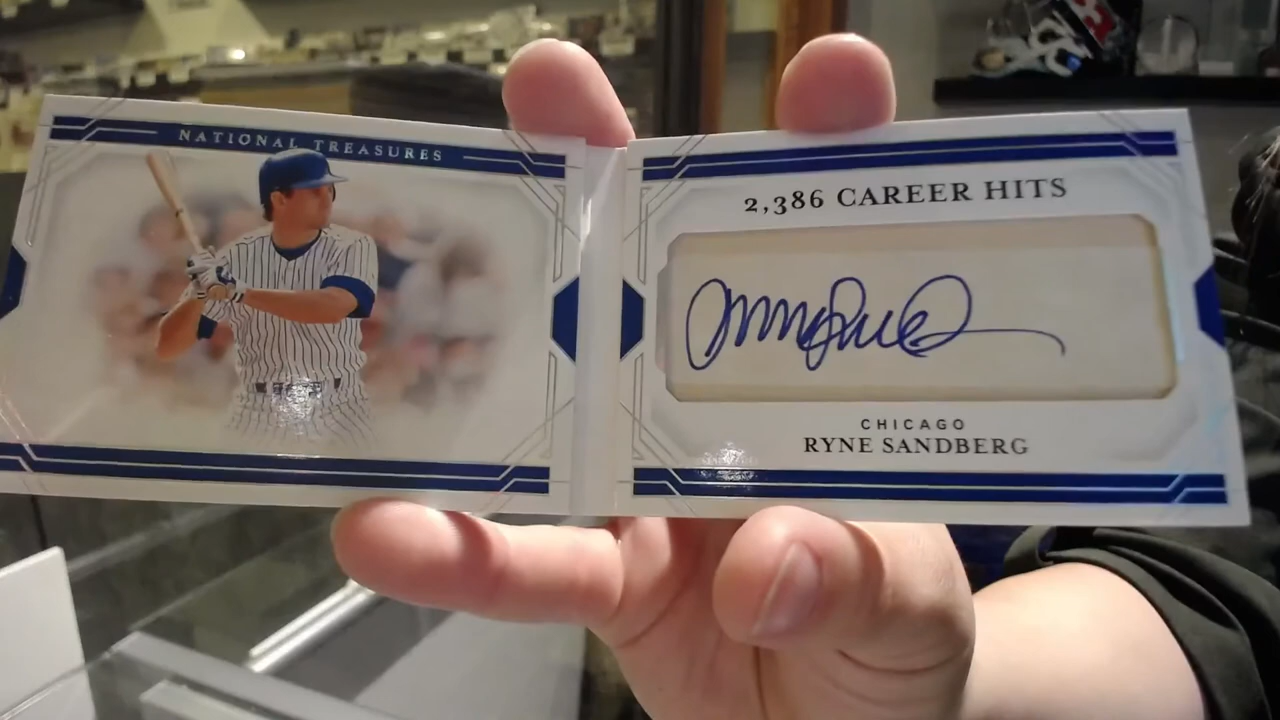 NATIONAL TREASURES
2,386 CAREER HITS
CHICAGO
RYNE SANDBERG